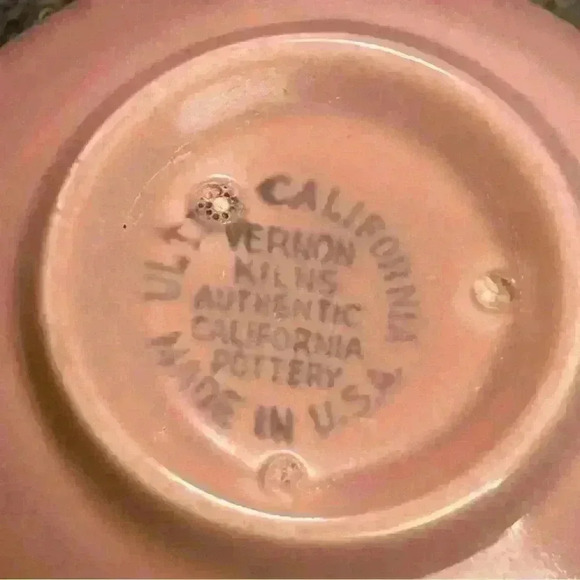 ULTRA CALIFORNIA
VERNON
KILNS
AUTHENTIC
CALIFORNIA
POTTERY
MADE IN U.S.A.